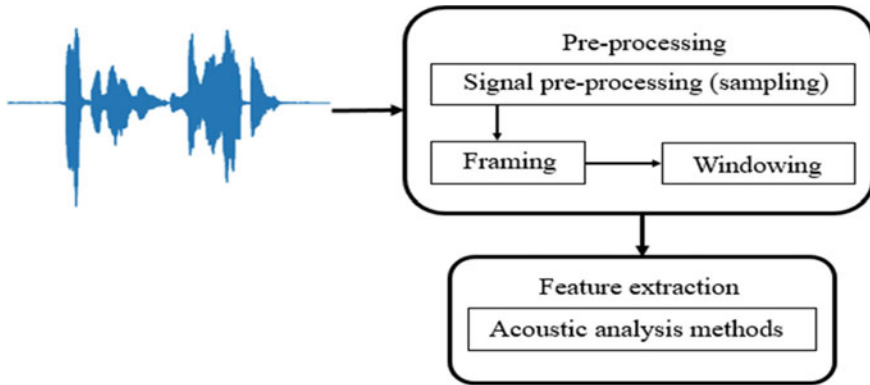 Pre-processing
Signal pre-processing (sampling)
Framing
Windowing
Feature extraction
Acoustic analysis methods